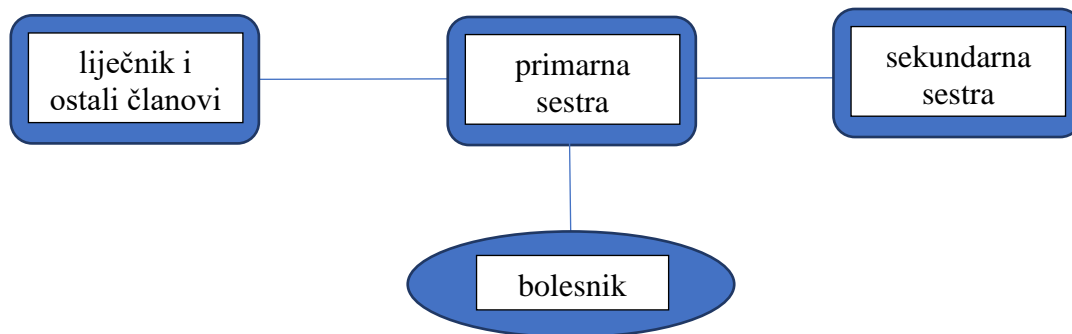 liječnik i
ostali članovi
primarna
sestra
sekundarna
sestra
bolesnik